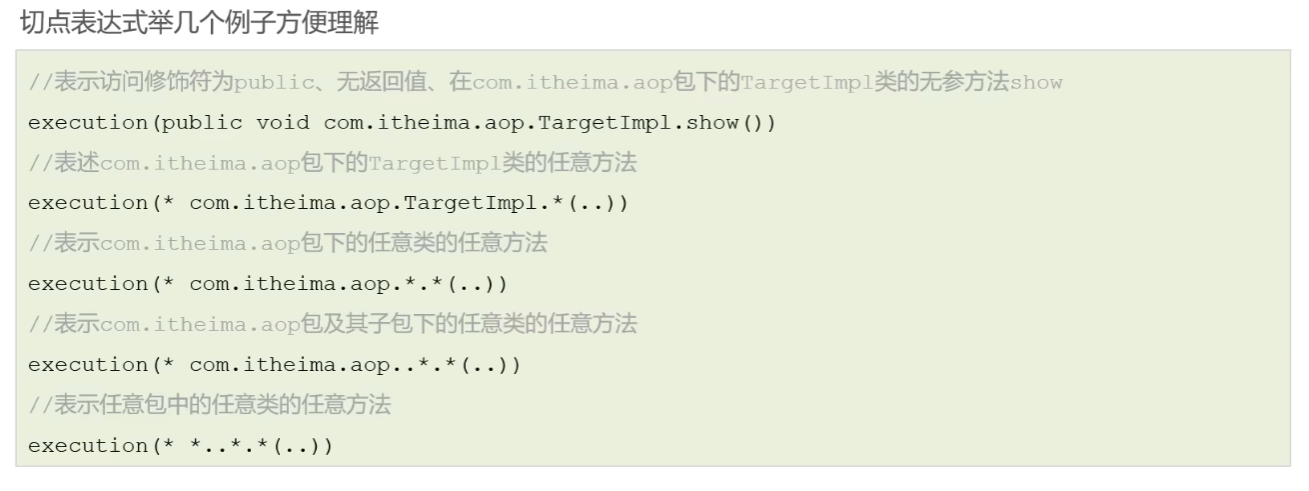 切点表达式举几个例子方便理解
//表示访问修饰符为public、无返回值、在com.itheima.aop包下的TargetImpl类的无参方法show
execution(public void com.itheima.aop.TargetImpl.show())
//表述com.itheima.aop包下的TargetImpl类的任意方法
execution(* com.itheima.aop.TargetImpl.*(..))
//表示com.itheima.aop包下的任意类的任意方法
execution(* com.itheima.aop.*.*(..))
//表示com.itheima.aop包及其子包下的任意类的任意方法
execution(* com.itheima.aop..*.*(..))
//表示任意包中的任意类的任意方法
execution(* *..*.*(..))